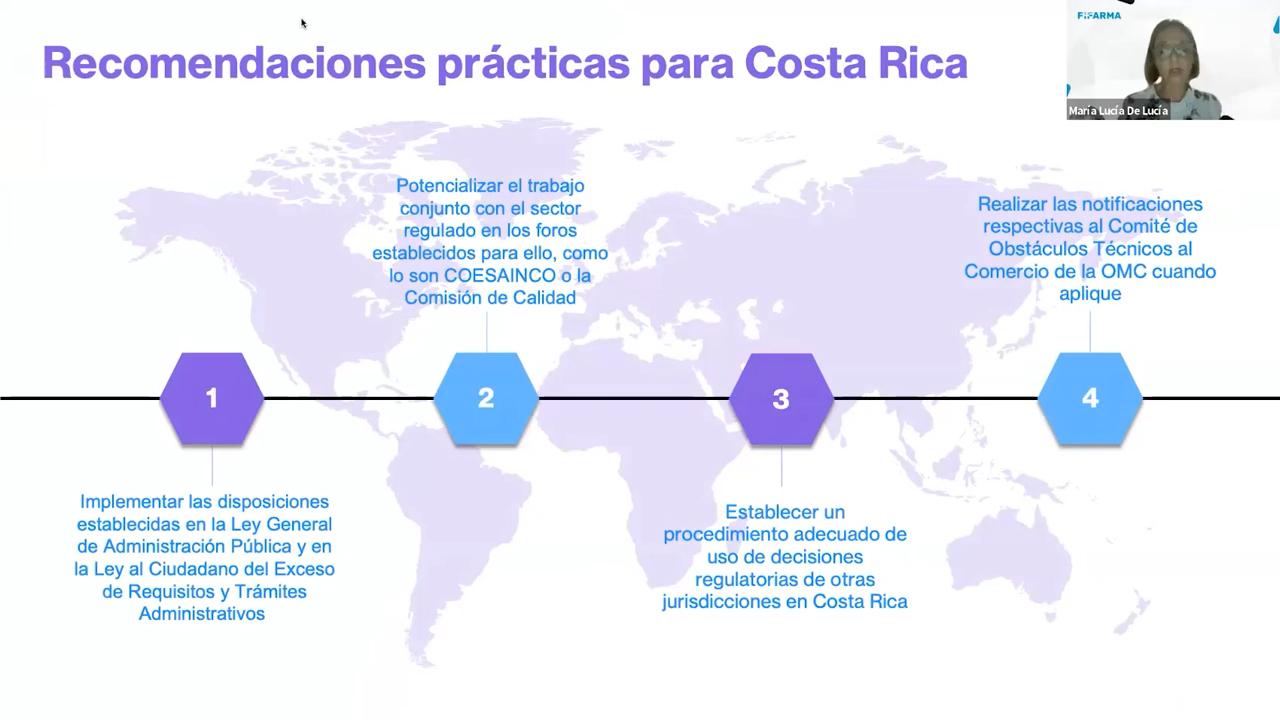 Recomendaciones prácticas para Costa Rica
FIFARMA
María Lucía De Lucía
1
Implementar las disposiciones
establecidas en la Ley General
de Administración Pública y en
la Ley al Ciudadano del Exceso
de Requisitos y Trámites
Administrativos
Potencializar el trabajo
conjunto con el sector
regulado en los foros
establecidos para ello, como
lo son COESAINCO o la
Comisión de Calidad
2
3
Establecer un
procedimiento adecuado de
uso de decisiones
regulatorias de otras
jurisdicciones en Costa Rica
Realizar las notificaciones
respectivas al Comité de
Obstáculos Técnicos al
Comercio de la OMC cuando
aplique
4